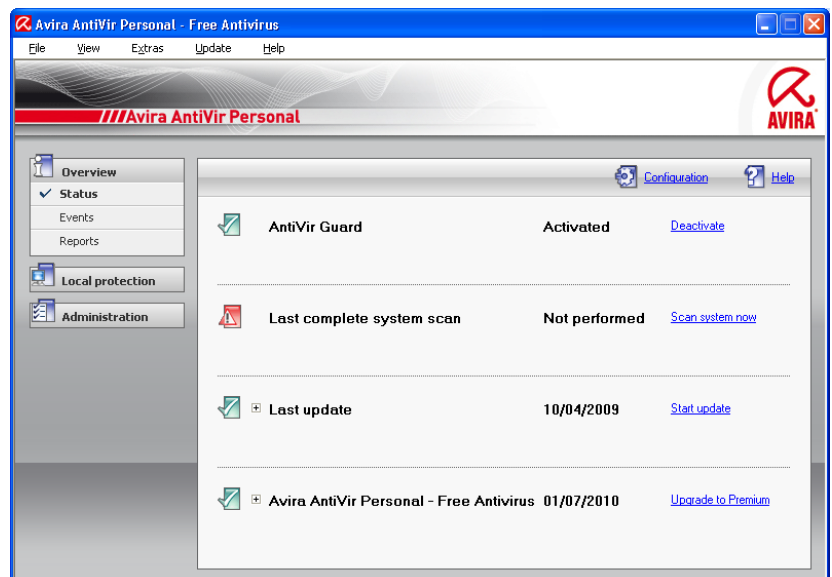 Avira AntiVir Personal - Free Antivirus
File View Extras Update Help
///Avira AntiVir Personal
AVIRA
Overview
Configuration Help
Status
Events
Reports
Local protection
Administration
AntiVir Guard Activated Deactivate
Last complete system scan Not performed Scan system now
Last update 10/04/2009 Start update
Avira AntiVir Personal - Free Antivirus 01/07/2010 Upgrade to Premium